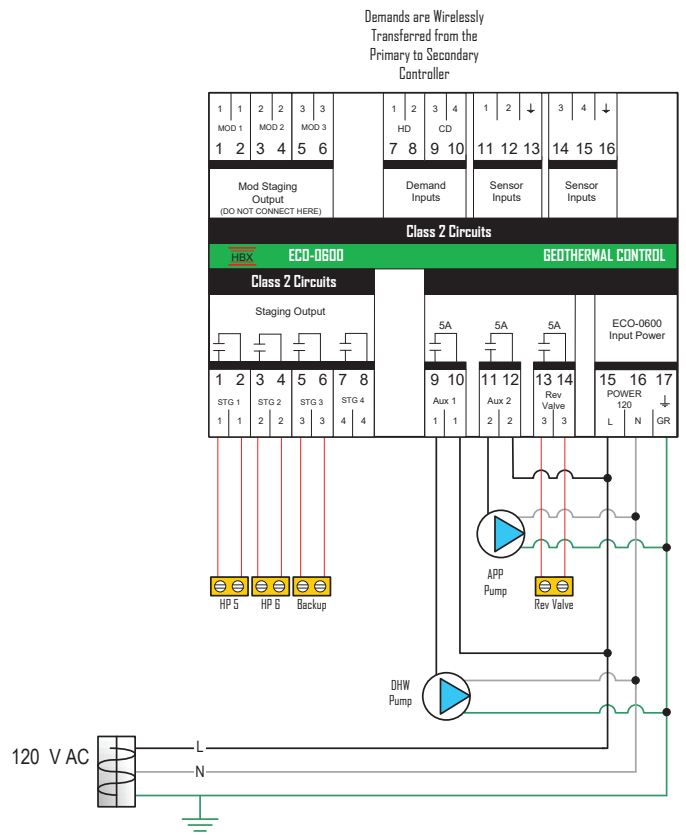 Demands are Wirelessly
Transferred from the
Primary to Secondary
Controller
1 1 2 2 3 3 1 2 3 4 1 2 3 4
MOD 1 MOD 2 MOD 3 HD CD
1 2 3 4 5 6 7 8 9 10 11 12 13 14 15 16
Mod Staging
Output
(DO NOT CONNECT HERE)
Demand
Inputs
Sensor
Inputs
Sensor
Inputs
Class 2 Circuits
HBX ECO-0600 GEOTHERMAL CONTROL
Class 2 Circuits
Staging Output
5A 5A 5A
ECO-0600
Input Power
1 2 3 4 5 6 7 8 9 10 11 12 13 14 15 16 17
STG 1 STG 2 STG 3 STG 4 Aux 1 Aux 2
Rev
Valve
POWER
120
1 1 2 2 3 3 4 4 1 1 2 2 3 3 L N GR
APP
Pump
HP 5 HP 6 Backup Rev Valve
DHW
Pump
120 V AC
L
N